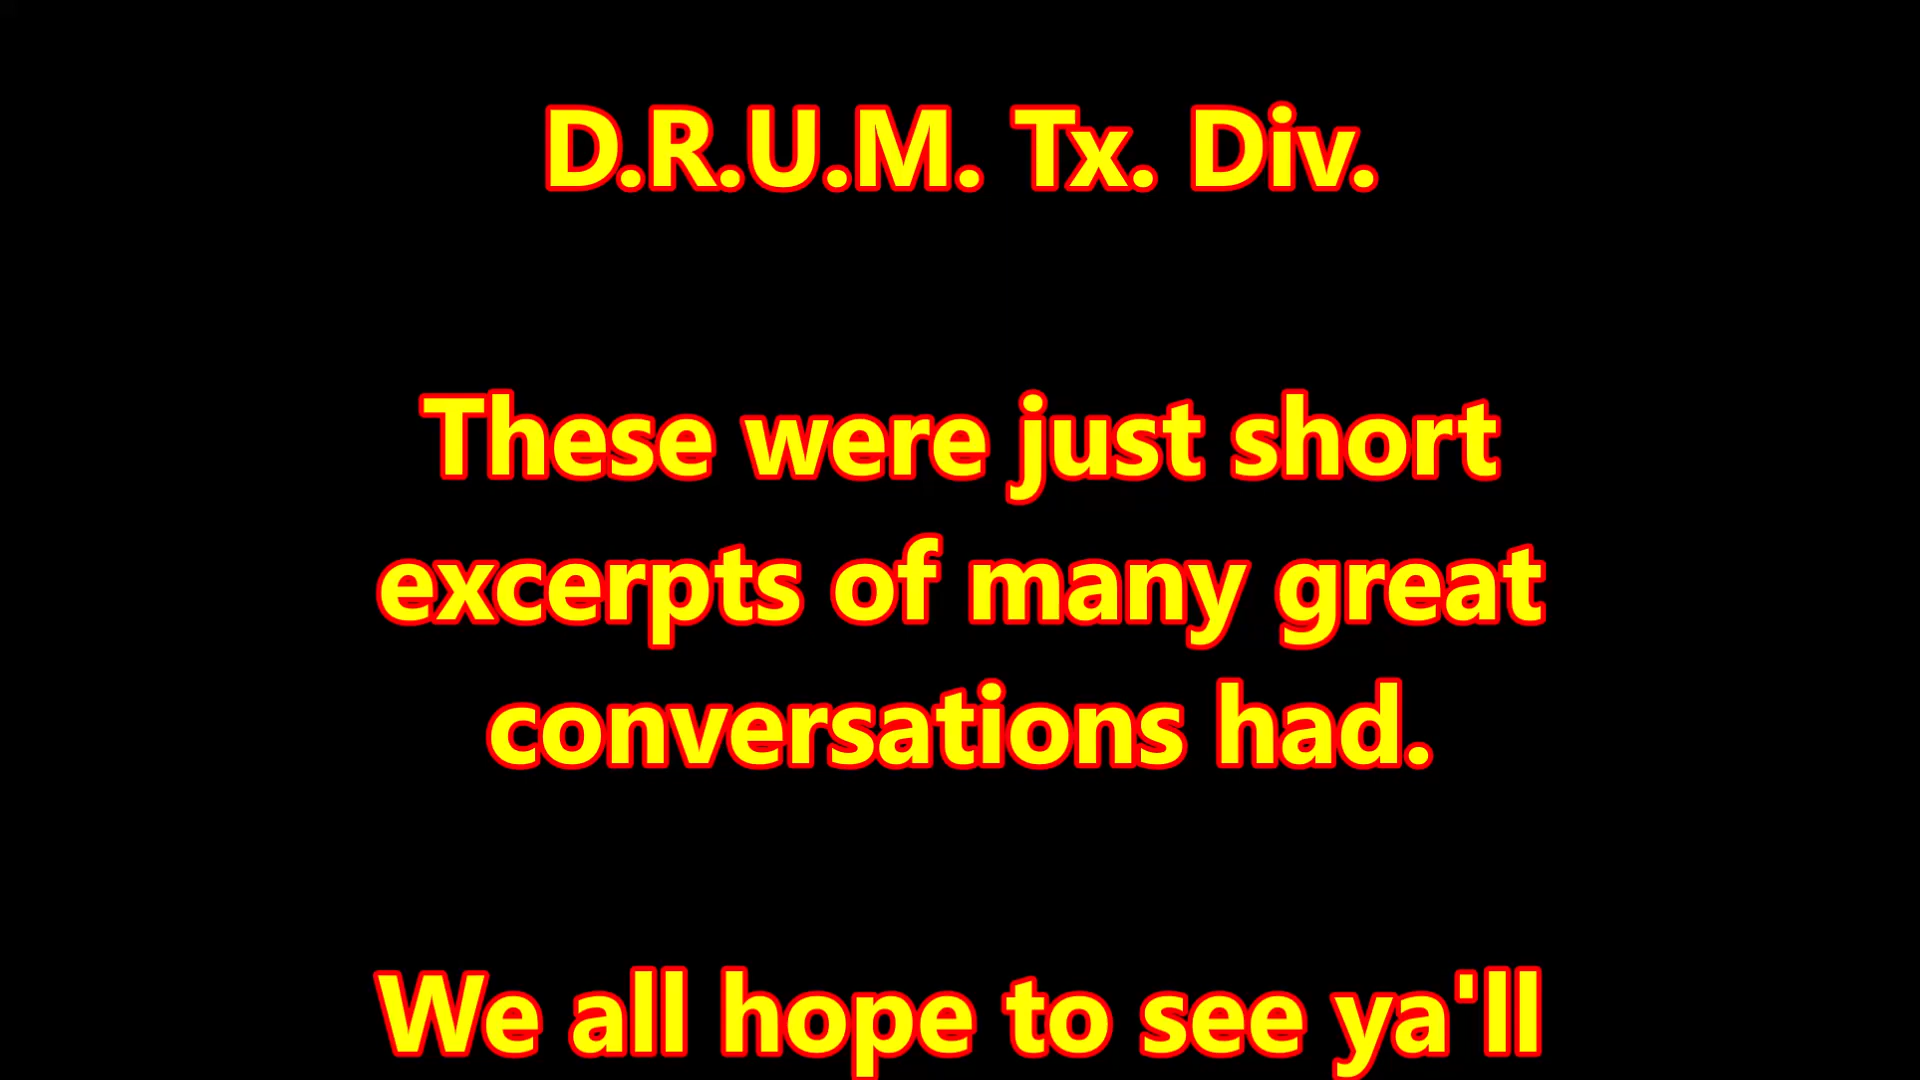 D.R.U.M. Tx. Div.
These were just short
excerpts of many great
conversations had.
We all hope to see ya'll